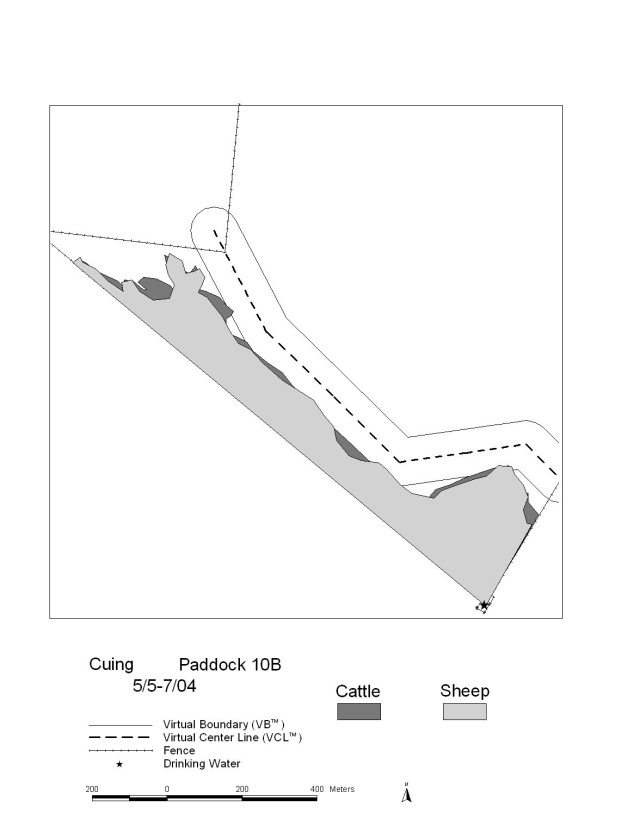 Cuing Paddock 10B
5/5-7/04
Cattle Sheep
Virtual Boundary (VB™)
Virtual Center Line (VCL™)
Fence
Drinking Water
200 0 200 400 Meters